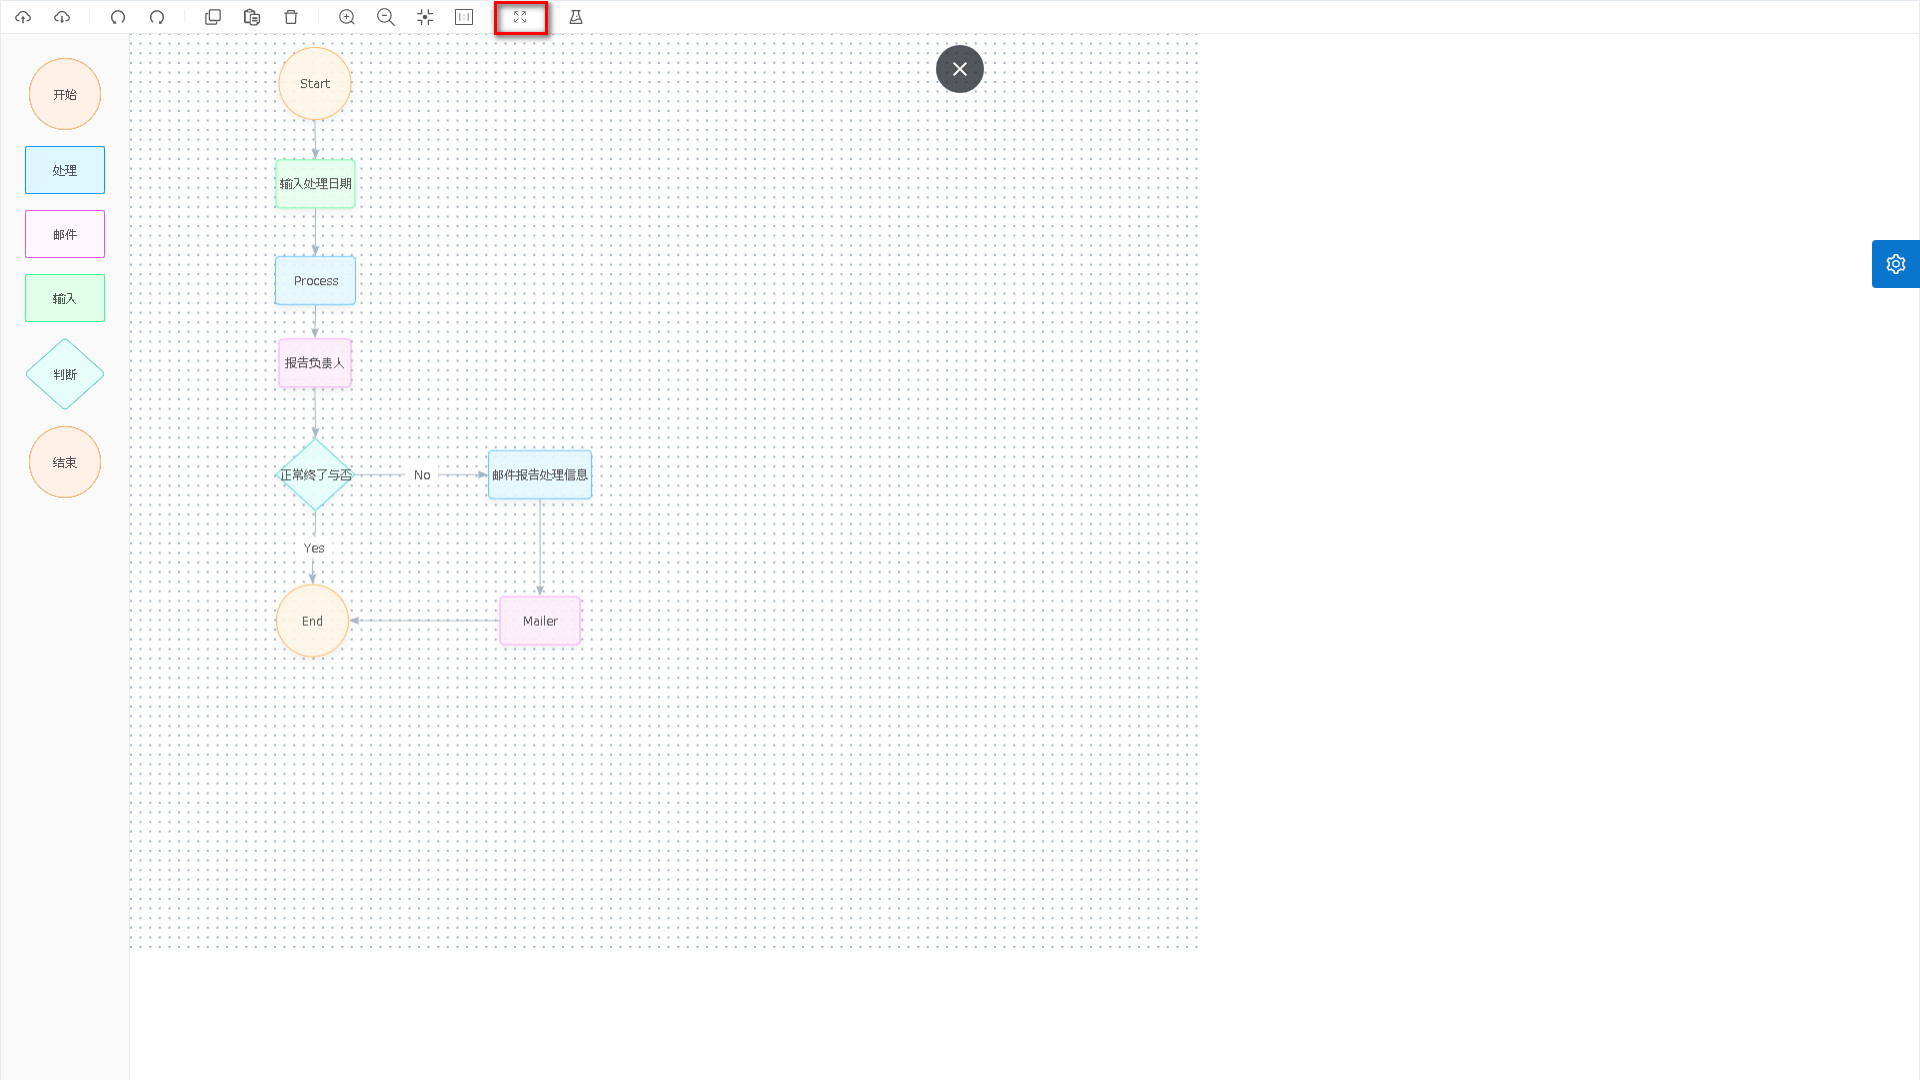 开始
处理
邮件
输入
判断
结束
Start
输入处理日期
Process
报告负责人
正常终了与否
No
邮件报告处理信息
Yes
End
Mailer